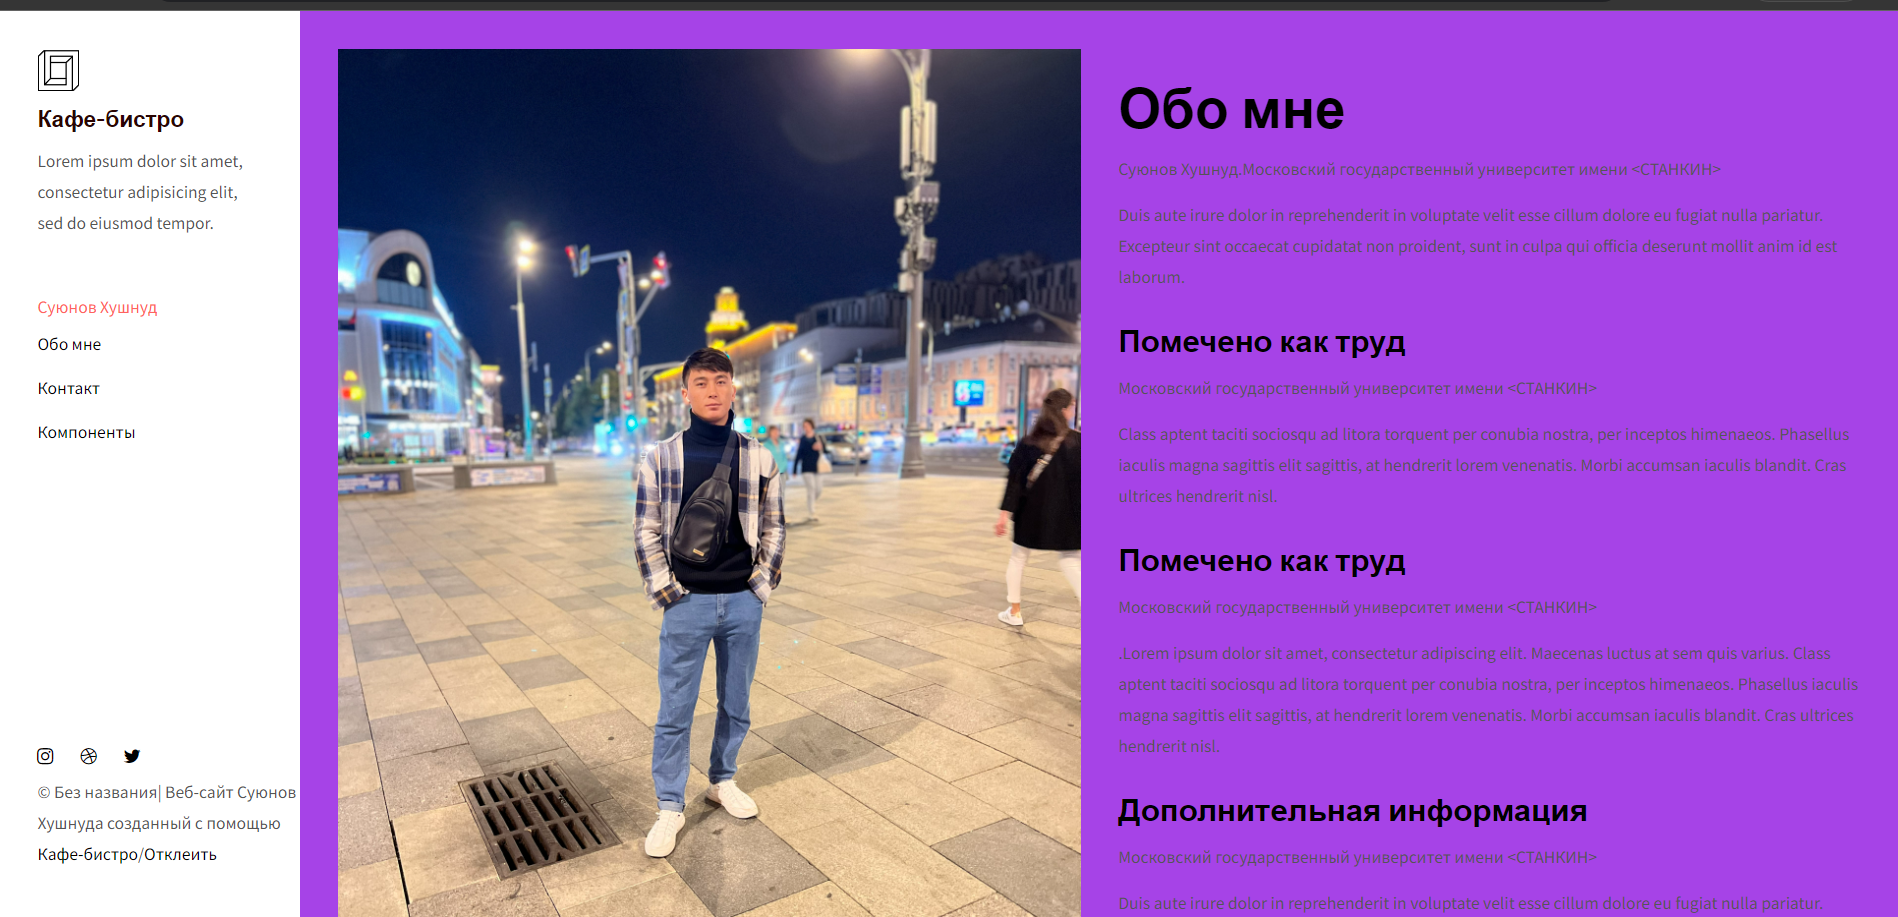 Кафе-бистро
Lorem ipsum dolor sit amet,
consectetur adipisicing elit,
sed do eiusmod tempor.
Суюнов Хушнуд
Обо мне
Контакт
Компоненты
© Без названия| Веб-сайт Суюнов
Хушнуда созданный с помощью
Кафе-бистро/Отклеить
Обо мне
Суюнов Хушнуд.Московский государственный университет имени <СТАНКИН>
Duis aute irure dolor in reprehenderit in voluptate velit esse cillum dolore eu fugiat nulla pariatur.
Excepteur sint occaecat cupidatat non proident, sunt in culpa qui officia deserunt mollit anim id est
laborum.
Помечено как труд
Московский государственный университет имени <СТАНКИН>
Class aptent taciti sociosqu ad litora torquent per conubia nostra, per inceptos himenaeos. Phasellus
iaculis magna sagittis elit sagittis, at hendrerit lorem venenatis. Morbi accumsan iaculis blandit. Cras
ultrices hendrerit nisl.
Помечено как труд
Московский государственный университет имени <СТАНКИН>
.Lorem ipsum dolor sit amet, consectetur adipiscing elit. Maecenas luctus at sem quis varius. Class
aptent taciti sociosqu ad litora torquent per conubia nostra, per inceptos himenaeos. Phasellus iaculis
magna sagittis elit sagittis, at hendrerit lorem venenatis. Morbi accumsan iaculis blandit. Cras ultrices
hendrerit nisl.
Дополнительная информация
Московский государственный университет имени <СТАНКИН>
Duis aute irure dolor in reprehenderit in voluptate velit esse cillum dolore eu fugiat nulla pariatur.